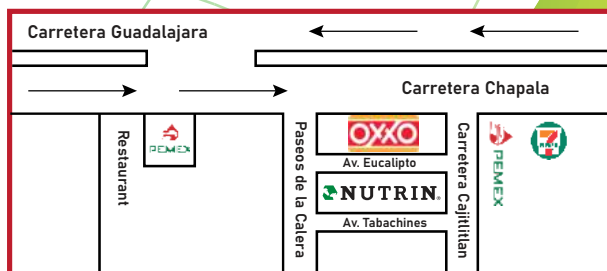 Carretera Guadalajara
Carretera Chapala
Restaurant
PEMEX
Paseos de la Calera
OXXO
Av. Eucalipto
NUTRIN.
Av. Tabachines
Carretera Cajitlitlan
PEMEX
7